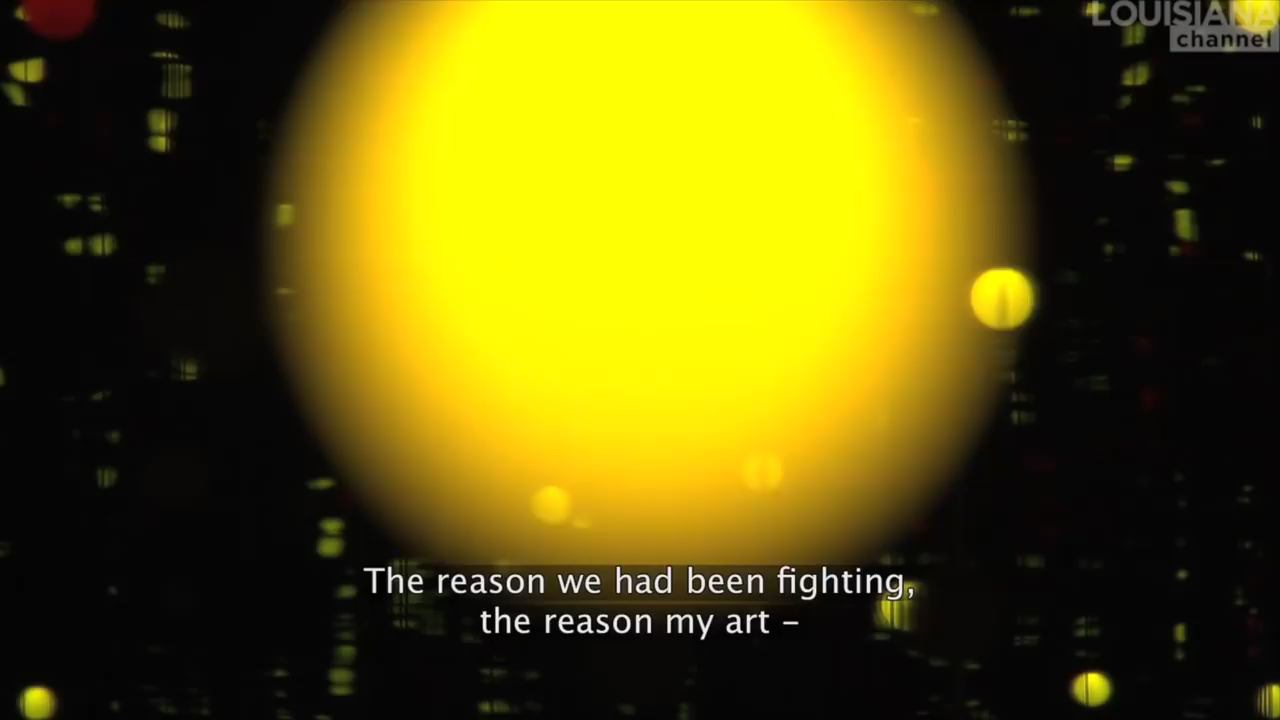 LOUISIANA
channel
The reason we had been fighting,
the reason my art –